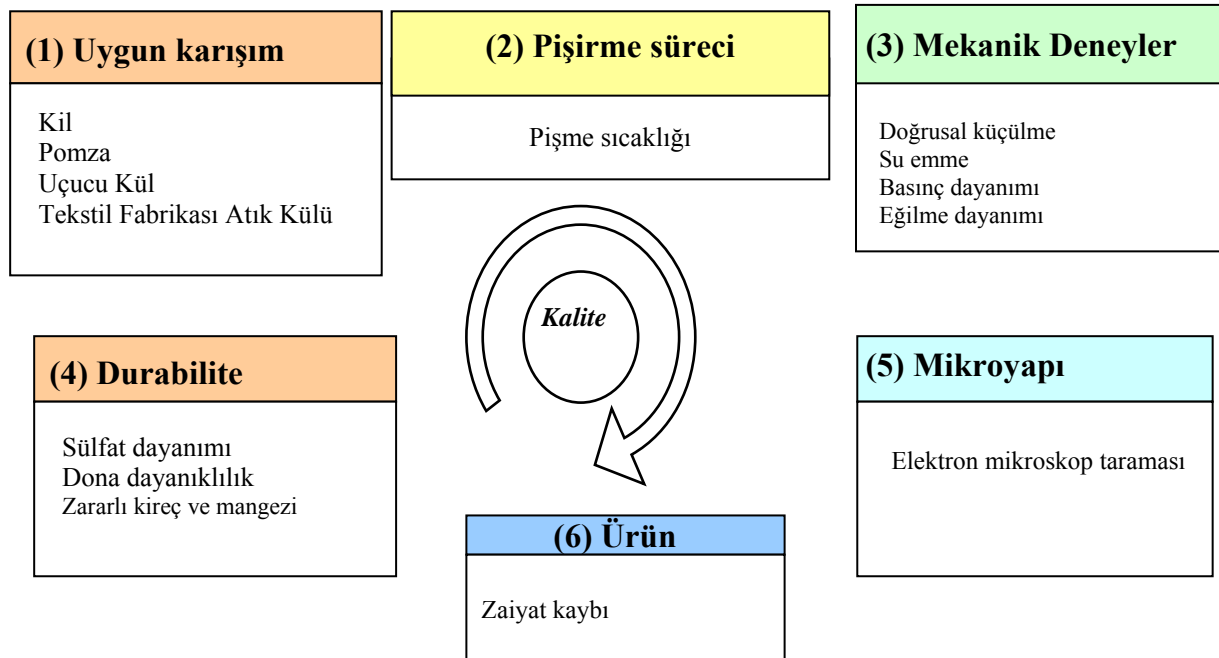 (1) Uygun karışım
Kil
Pomza
Uçucu Kül
Tekstil Fabrikası Atık Külü
(2) Pişirme süreci
Pişme sıcaklığı
(3) Mekanik Deneyler
Doğrusal küçülme
Su emme
Basınç dayanımı
Eğilme dayanımı
Kalite
(4) Durabilite
Sülfat dayanımı
Dona dayanıklılık
Zararlı kireç ve mangezi
(5) Mikroyapı
Elektron mikroskop taraması
(6) Ürün
Zaiyat kaybı